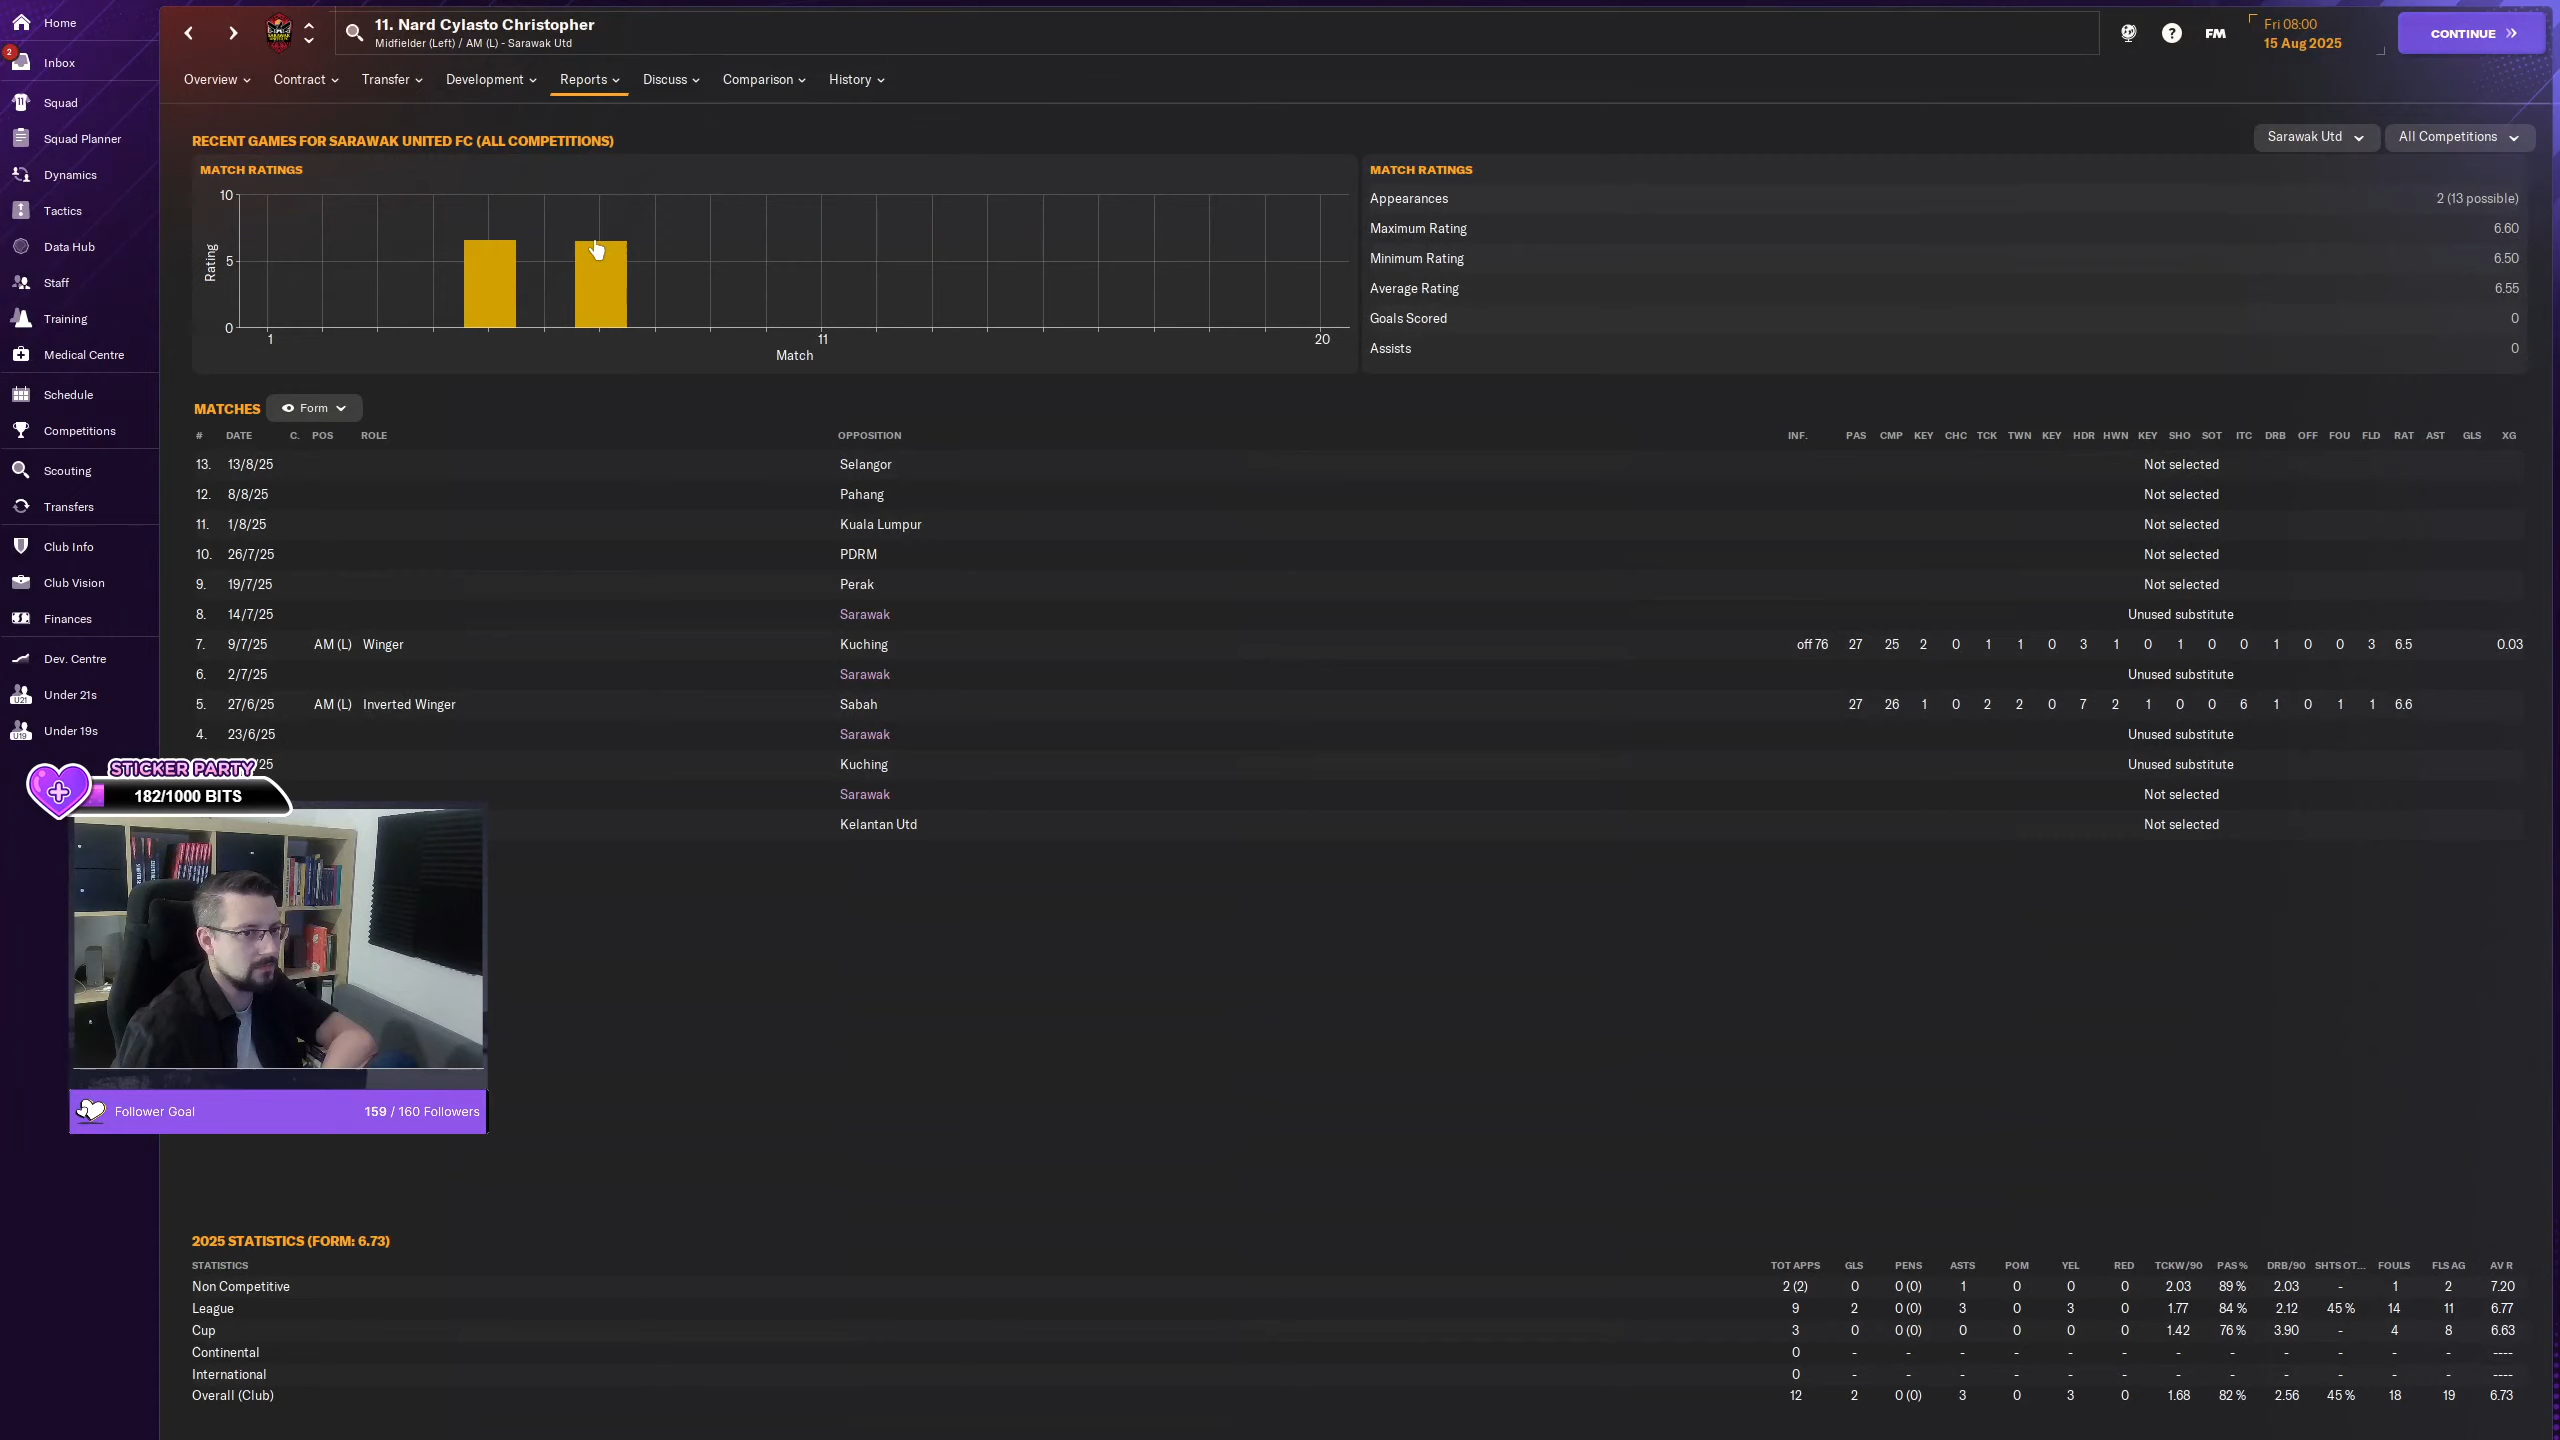 Home
2
Inbox
Squad
Squad Planner
Dynamics
Tactics
Data Hub
Staff
Training
Medical Centre
Schedule
Competitions
Scouting
Transfers
Club Info
Club Vision
Finances
Dev. Centre
U21 Under 21s
U19 Under 19s
11. Nard Cylasto Christopher
Midfielder (Left) / AM (L) - Sarawak Utd
FM
Fri 08:00
15 Aug 2025
CONTINUE
Overview Contract Transfer Development Reports Discuss Comparison History
RECENT GAMES FOR SARAWAK UNITED FC (ALL COMPETITIONS)
Sarawak Utd All Competitions
MATCH RATINGS
10
5
0
Rating
1 11 20
Match
MATCH RATINGS
Appearances 2 (13 possible)
Maximum Rating 6.60
Minimum Rating 6.50
Average Rating 6.55
Goals Scored 0
Assists 0
MATCHES Form
# DATE C. POS ROLE OPPOSITION INF. PAS CMP KEY CHC TCK TWN KEY HDR HWN KEY SHO SOT ITC DRB OFF FOU FLD RAT AST GLS XG
13. 13/8/25 Selangor Not selected
12. 8/8/25 Pahang Not selected
11. 1/8/25 Kuala Lumpur Not selected
10. 26/7/25 PDRM Not selected
9. 19/7/25 Perak Not selected
8. 14/7/25 Sarawak Unused substitute
7. 9/7/25 AM (L) Winger Kuching off 76 27 25 2 0 1 1 0 3 1 0 1 0 0 1 0 0 3 6.5 0.03
6. 2/7/25 Sarawak Unused substitute
5. 27/6/25 AM (L) Inverted Winger Sabah 27 26 1 0 2 2 0 7 2 1 0 0 6 1 0 1 1 6.6
4. 23/6/25 Sarawak Unused substitute
/25 Kuching Unused substitute
Sarawak Not selected
Kelantan Utd Not selected
STICKER PARTY
182/1000 BITS
Follower Goal 159 / 160 Followers
2025 STATISTICS (FORM: 6.73)
STATISTICS TOT APPS GLS PENS ASTS POM YEL RED TCKW/90 PAS % DRB/90 SHTS OT... FOULS FLS AG AV R
Non Competitive 2 (2) 0 0 (0) 1 0 0 0 2.03 89 % 2.03 - 1 2 7.20
League 9 2 0 (0) 3 0 3 0 1.77 84 % 2.12 45 % 14 11 6.77
Cup 3 0 0 (0) 0 0 0 0 1.42 76 % 3.90 - 4 8 6.63
Continental 0 - - - - - - - - - - - - ----
International 0 - - - - - - - - - - - - ----
Overall (Club) 12 2 0 (0) 3 0 3 0 1.68 82 % 2.56 45 % 18 19 6.73